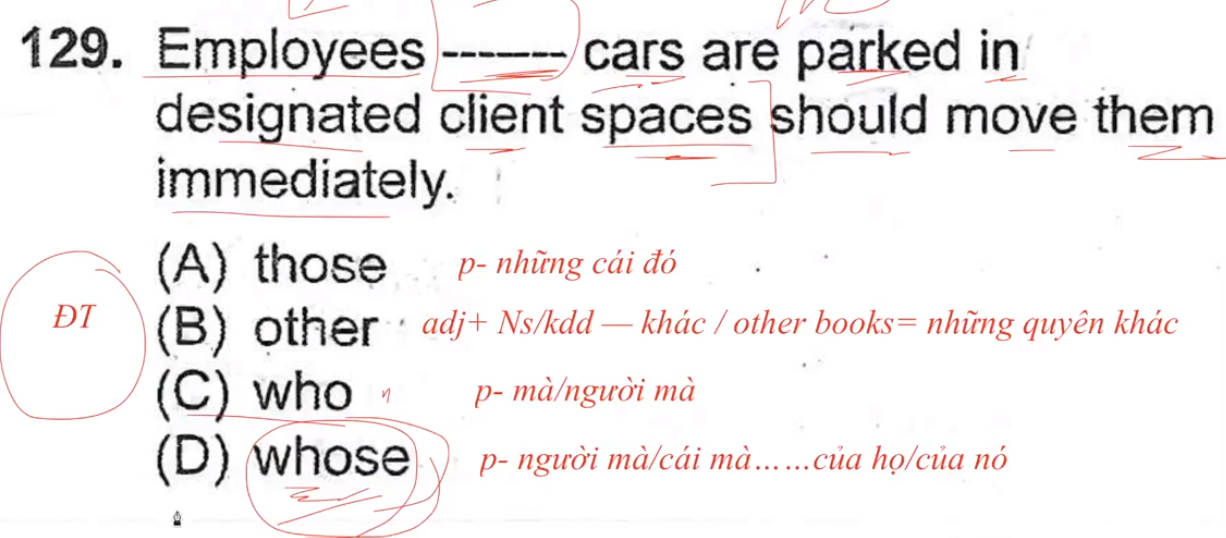 129. Employees ------- cars are parked in
designated client spaces should move them
immediately.
(A) those p- những cái đó
ĐT
(B) other adj+ Ns/kdd — khác / other books= những quyên khác
(C) who p- mà/người mà
(D) whose p- người mà/cái mà......của họ/của nó